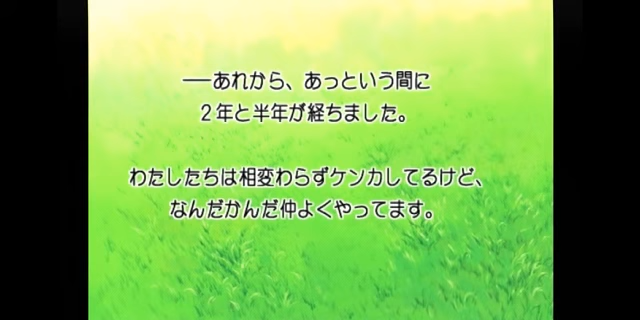 ──あれから、あっという間に
２年と半年が経ちました。
わたしたちは相変わらずケンカしてるけど、
なんだかんだ仲よくやってます。